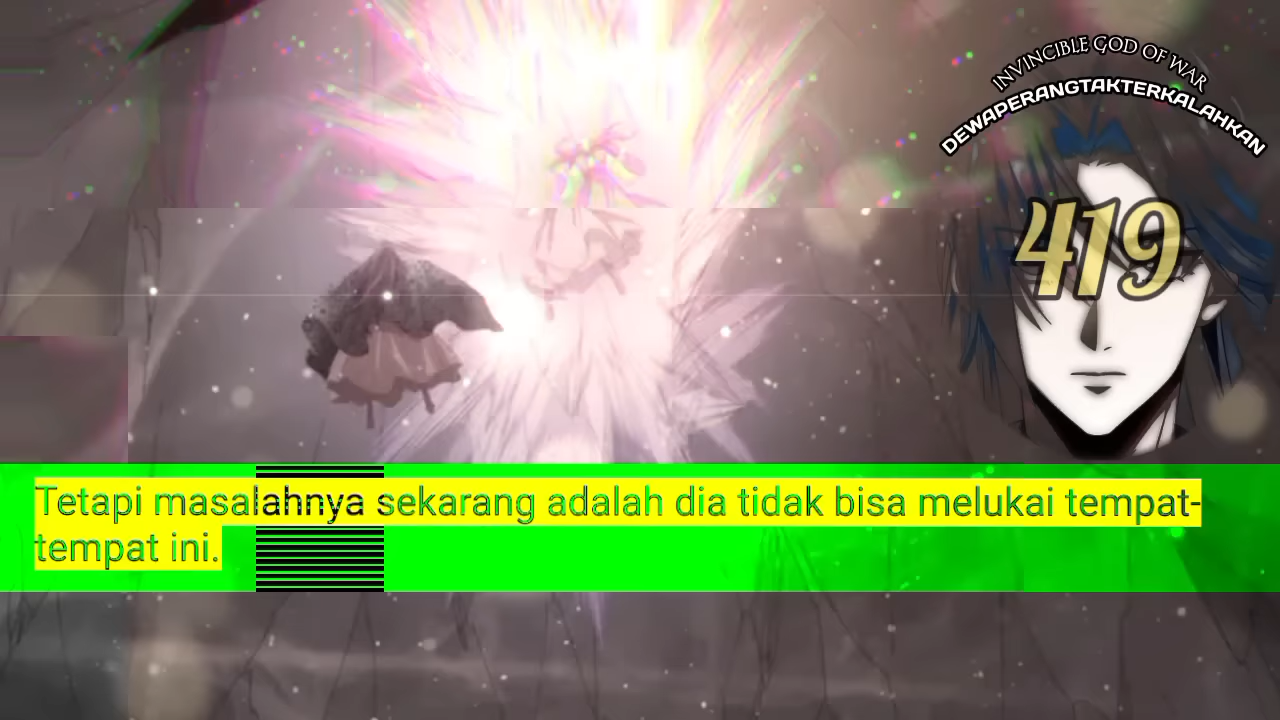 INVINCIBLE GOD OF WAR
DEWAPERANGTAKTERKALAHKAN
419
Tetapi masalahnya sekarang adalah dia tidak bisa melukai tempat-
tempat ini.